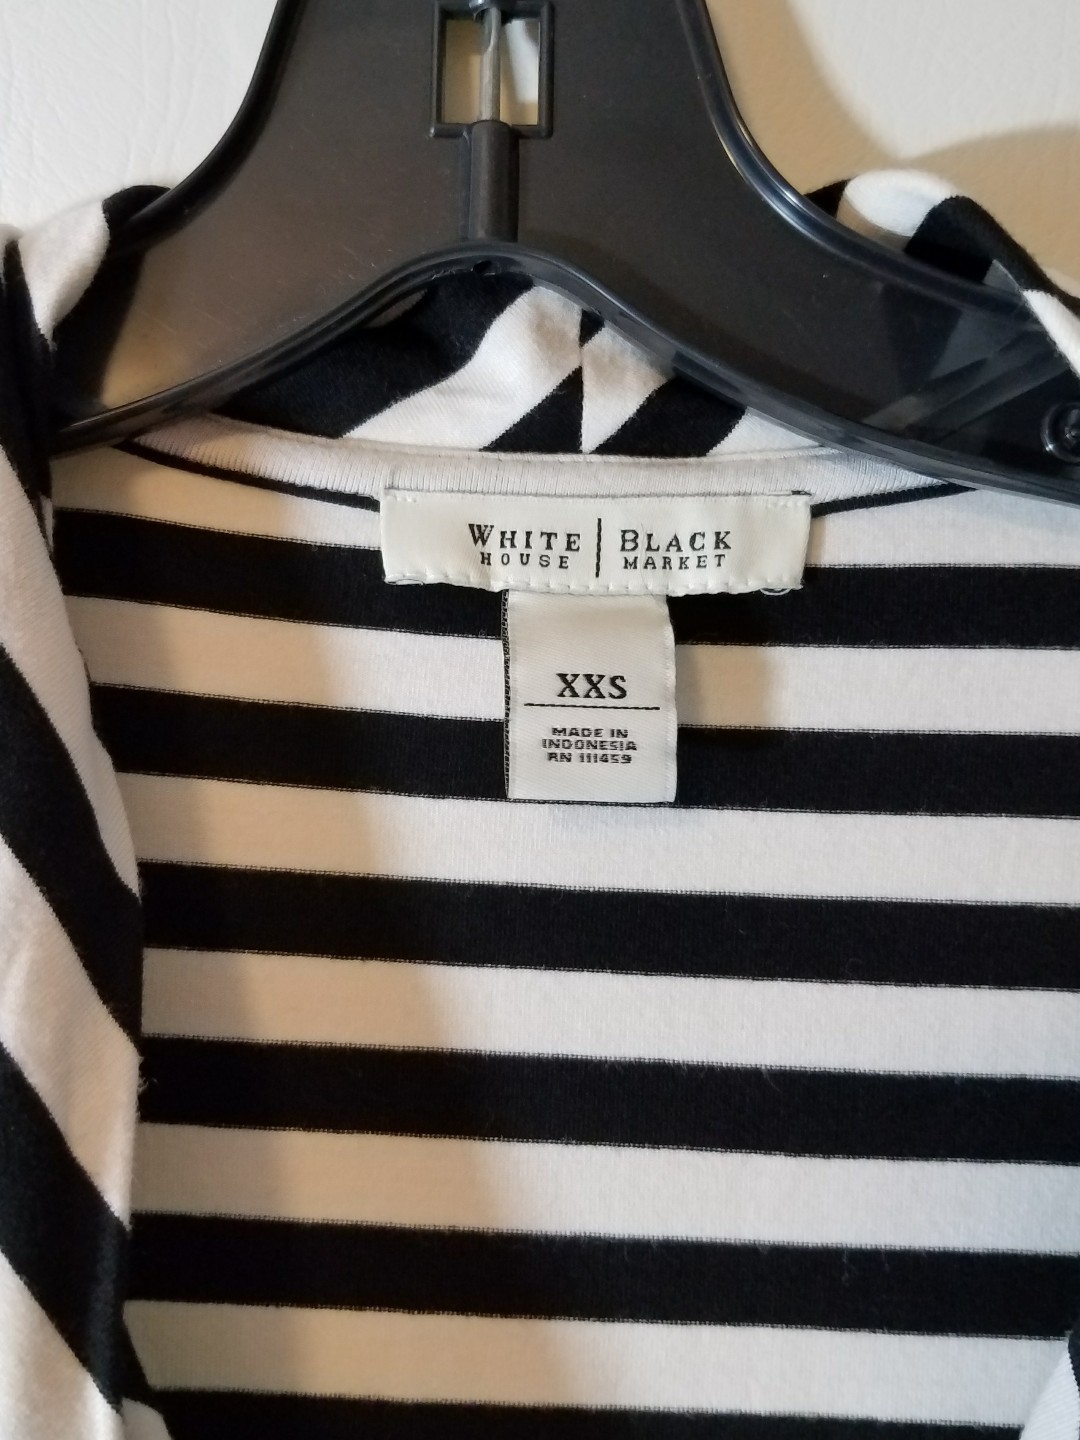 WHITE HOUSE | BLACK MARKET
XXS
MADE IN
INDONESIA
RN 111459